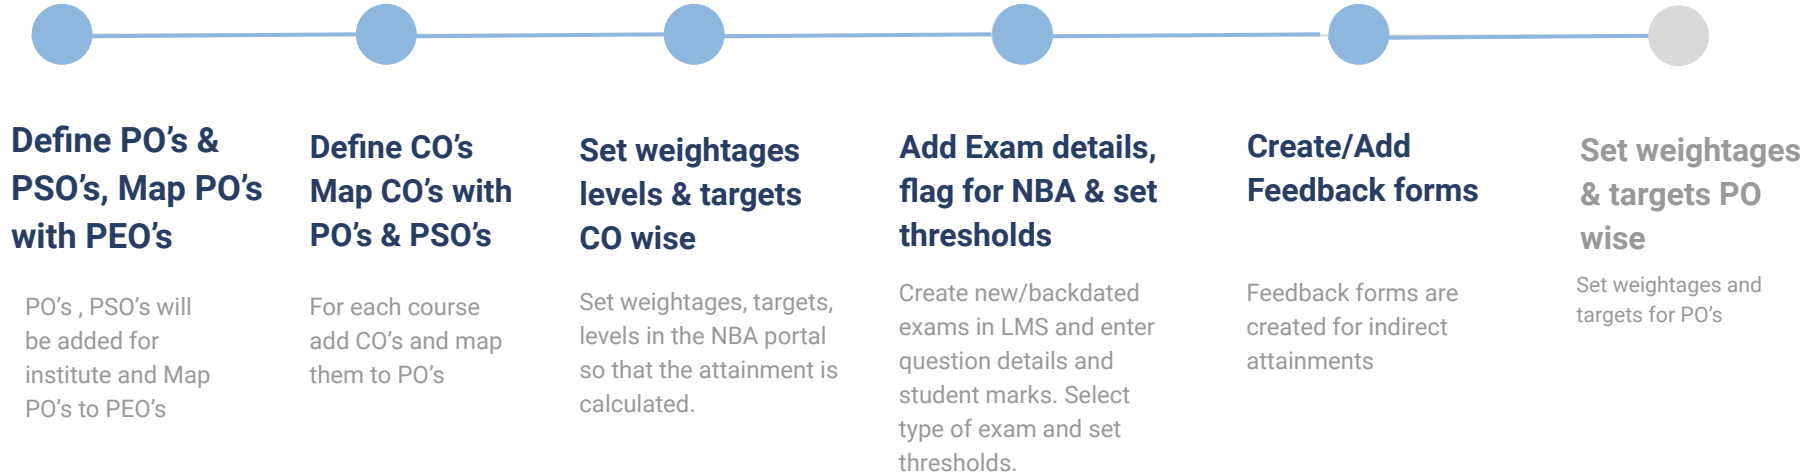 Define PO’s &
PSO’s, Map PO’s
with PEO’s
PO’s , PSO’s will
be added for
institute and Map
PO’s to PEO’s
Define CO’s
Map CO’s with
PO’s & PSO’s
For each course
add CO’s and map
them to PO’s
Set weightages
levels & targets
CO wise
Set weightages, targets,
levels in the NBA portal
so that the attainment is
calculated.
Add Exam details,
flag for NBA & set
thresholds
Create new/backdated
exams in LMS and enter
question details and
student marks. Select
type of exam and set
thresholds.
Create/Add
Feedback forms
Feedback forms are
created for indirect
attainments
Set weightages
& targets PO
wise
Set weightages and
targets for PO’s